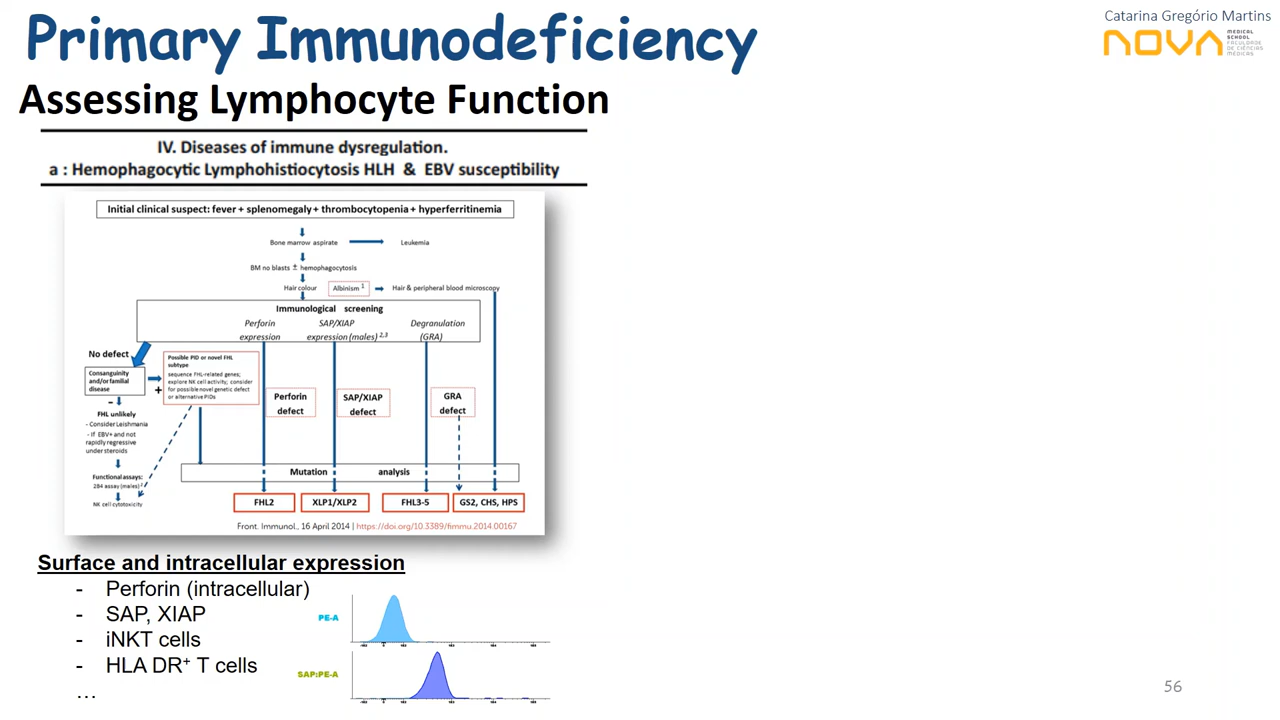 Catarina Gregório Martins
Primary Immunodeficiency
NOVA
MEDICAL
SCHOOL
FACULDADE
DE CIÊNCIAS
MÉDICAS
Assessing Lymphocyte Function
IV. Diseases of immune dysregulation.
a : Hemophagocytic Lymphohistiocytosis HLH & EBV susceptibility
Initial clinical suspect: fever + splenomegaly + thrombocytopenia + hyperferritinemia
Bone marrow aspirate
Leukemia
BM no blasts ± hemophagocytosis
Hair colour
Albinism 1
Hair & peripheral blood microscopy
Immunological screening
Perforin
expression
SAP/XIAP
expression (males) 2,3
Degranulation
(GRA)
No defect
Consanguinity
and/or familial
disease
+
Possible PID or novel FHL
subtype
sequence FHL-related genes;
explore NK cell activity; consider
for possible novel genetic defect
or alternative PIDs
Perforin
defect
SAP/XIAP
defect
GRA
defect
–
FHL unlikely
- Consider Leishmania
- If EBV+ and not
rapidly regressive
under steroids
Functional assays:
2B4 assay (males) 2
NK cell cytotoxicity
Mutation analysis
FHL2
XLP1/XLP2
FHL3-5
GS2, CHS, HPS
Front. Immunol., 16 April 2014 | https://doi.org/10.3389/fimmu.2014.00167
Surface and intracellular expression
- Perforin (intracellular)
- SAP, XIAP
- iNKT cells
- HLA DR+ T cells
...
PE-A
SAP:PE-A
56